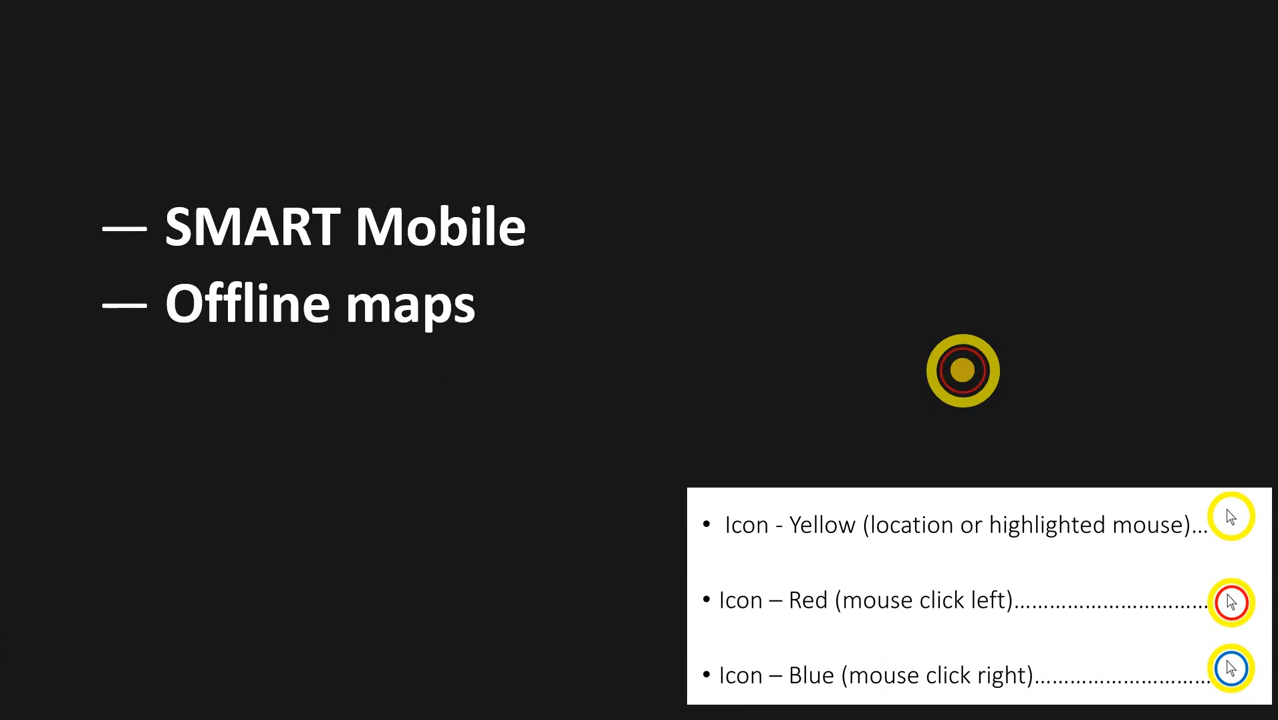 — SMART Mobile
— Offline maps
• Icon - Yellow (location or highlighted mouse)...
• Icon – Red (mouse click left)................................
• Icon – Blue (mouse click right).............................